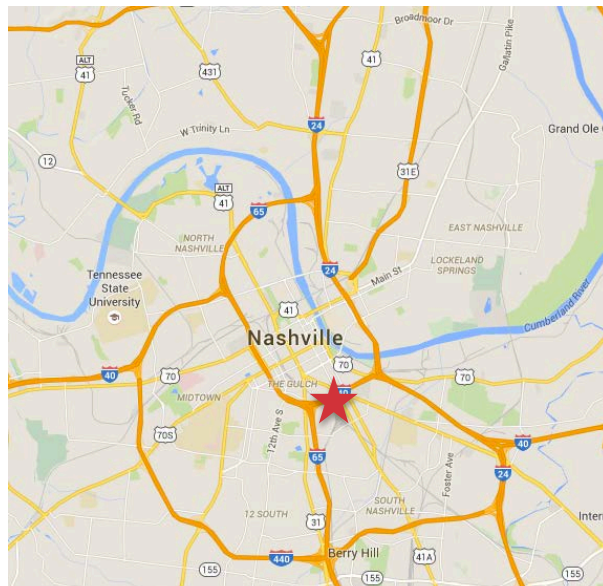 Broadmoor Dr
Gallatin Pike
ALT
41
431
41
Tucker Rd
24
W Trinity Ln
Grand Ole
12
31E
ALT
41
65
NORTH
NASHVILLE
EAST NASHVILLE
LOCKELAND
SPRINGS
24
Main St
Tennessee
State
University
41
Cumberland River
Nashville
70
40
70
THE GULCH
40
70
MIDTOWN
12th Ave S
70S
65
40
24
Foster Ave
12 SOUTH
31
SOUTH
NASHVILLE
Inter
440
Berry Hill
41A
155
155
155